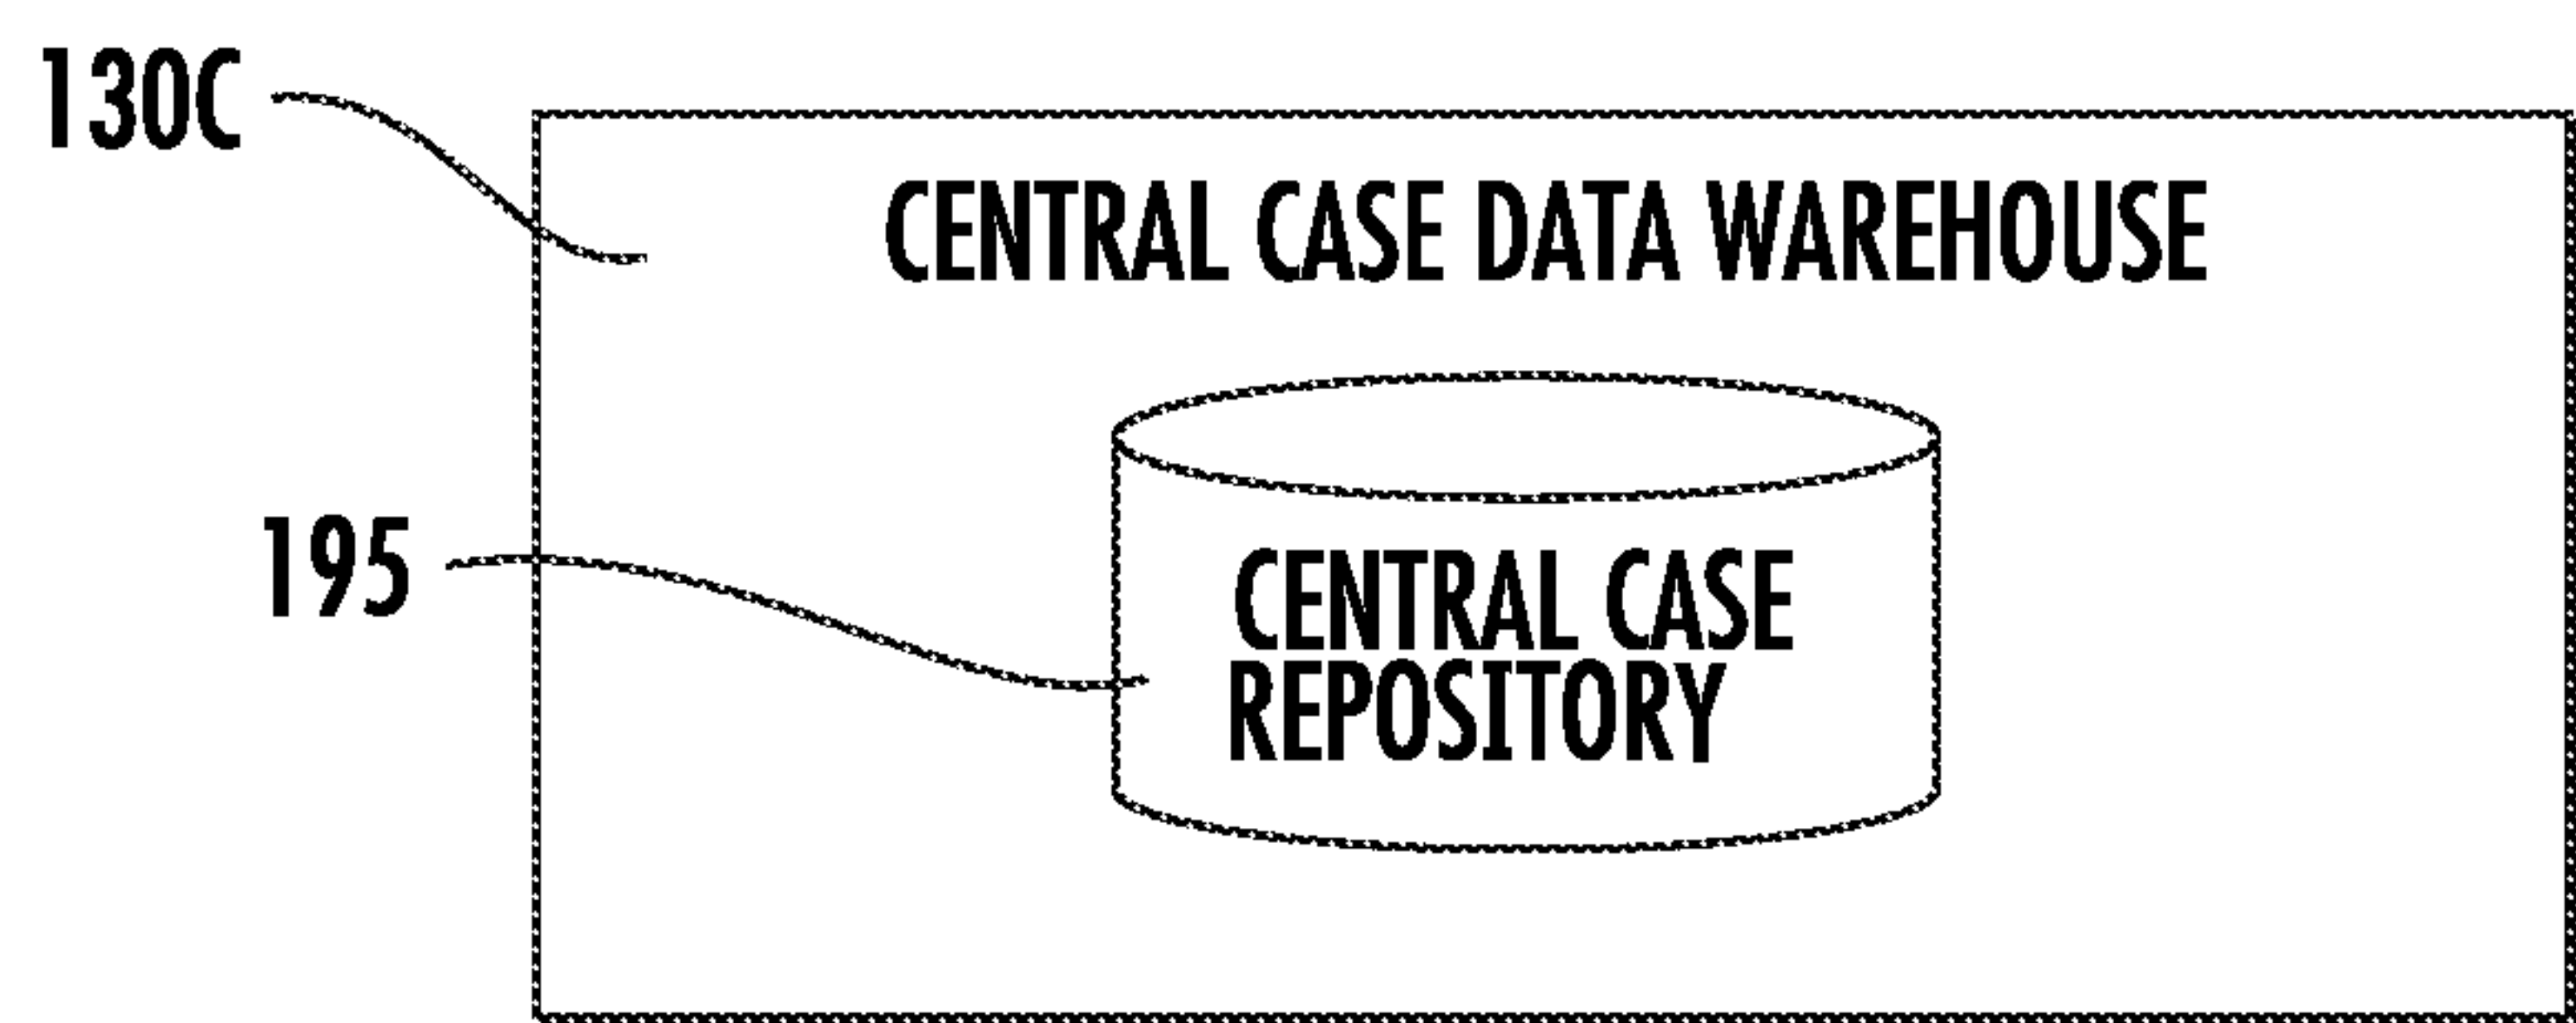 130C
CENTRAL CASE DATA WAREHOUSE
195
CENTRAL CASE
REPOSITORY